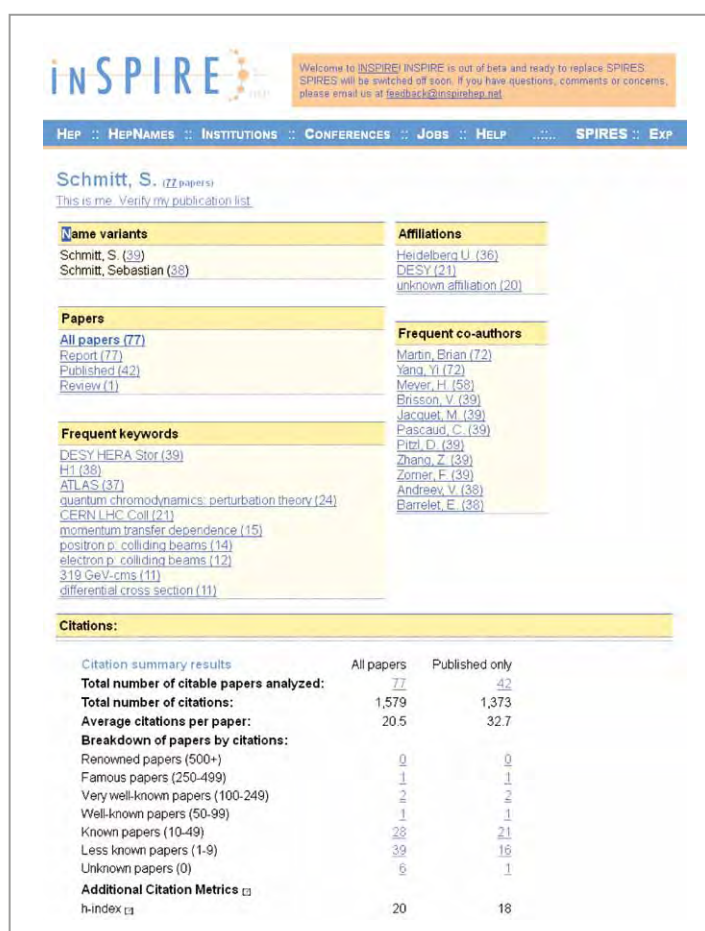 inSPIRE
Welcome to INSPIRE! INSPIRE is out of beta and ready to replace SPIRES.
SPIRES will be switched off soon. If you have questions, comments or concerns,
please email us at feedback@inspirehep.net
HEP :: HEPNAMES :: INSTITUTIONS :: CONFERENCES :: JOBS :: HELP ..::.. SPIRES :: EXP
Schmitt, S. (77 papers)
This is me. Verify my publication list.
Name variants
Schmitt, S. (39)
Schmitt, Sebastian (38)
Papers
All papers (77)
Report (77)
Published (42)
Review (1)
Frequent keywords
DESY HERA Stor (39)
H1 (38)
ATLAS (37)
quantum chromodynamics: perturbation theory (24)
CERN LHC Coll (21)
momentum transfer dependence (15)
positron p: colliding beams (14)
electron p: colliding beams (12)
319 GeV-cms (11)
differential cross section (11)
Affiliations
Heidelberg U. (36)
DESY (21)
unknown affiliation (20)
Frequent co-authors
Martin, Brian (72)
Yang, Yi (72)
Meyer, H. (58)
Brisson, V. (39)
Jacquet, M. (39)
Pascaud, C. (39)
Pitzl, D. (39)
Zhang, Z. (39)
Zomer, F. (39)
Andreev, V. (38)
Barrelet, E. (38)
Citations:
Citation summary results All papers Published only
Total number of citable papers analyzed: 77 42
Total number of citations: 1,579 1,373
Average citations per paper: 20.5 32.7
Breakdown of papers by citations:
Renowned papers (500+) 0 0
Famous papers (250-499) 1 1
Very well-known papers (100-249) 2 2
Well-known papers (50-99) 1 1
Known papers (10-49) 28 21
Less known papers (1-9) 39 16
Unknown papers (0) 6 1
Additional Citation Metrics
h-index 20 18